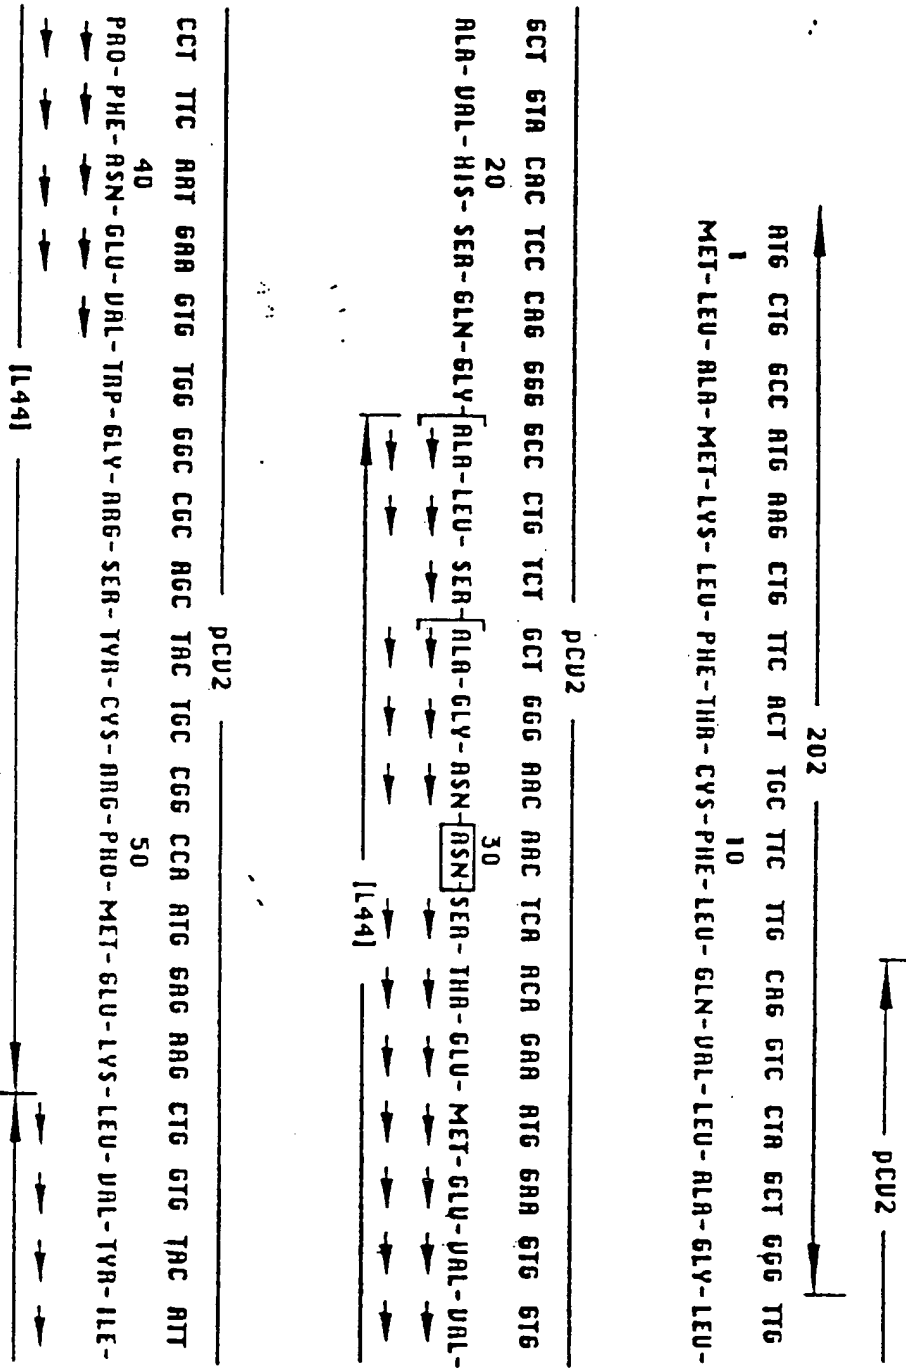 pCV2
202
ATG CTG GCC ATG AAG CTG TTC ACT TGC TTC TTG CAG GTC CTA GCT GGG TTG
1 10
MET-LEU-ALA-MET-LYS-LEU-PHE-THR-CYS-PHE-LEU-GLN-VAL-LEU-ALA-GLY-LEU-
pCV2
GCT GTA CAC TCC CAG GGG GCC CTG TCT GCT GGG AAC AAC TCA ACA GAA ATG GAA GTG GTG
20 30
ALA-VAL-HIS-SER-GLN-GLY-ALA-LEU-SER-ALA-GLY-ASN-ASN-SER-THR-GLU-MET-GLU-VAL-VAL-
[L44]
pCV2
CCT TTC AAT GAA GTG TGG GGC CGC AGC TAC TGC CGG CCA ATG GAG AAG CTG GTG TAC ATT
40 50
PRO-PHE-ASN-GLU-VAL-TRP-GLY-ARG-SER-TYR-CYS-ARG-PRO-MET-GLU-LYS-LEU-VAL-TYR-ILE-
[L44]